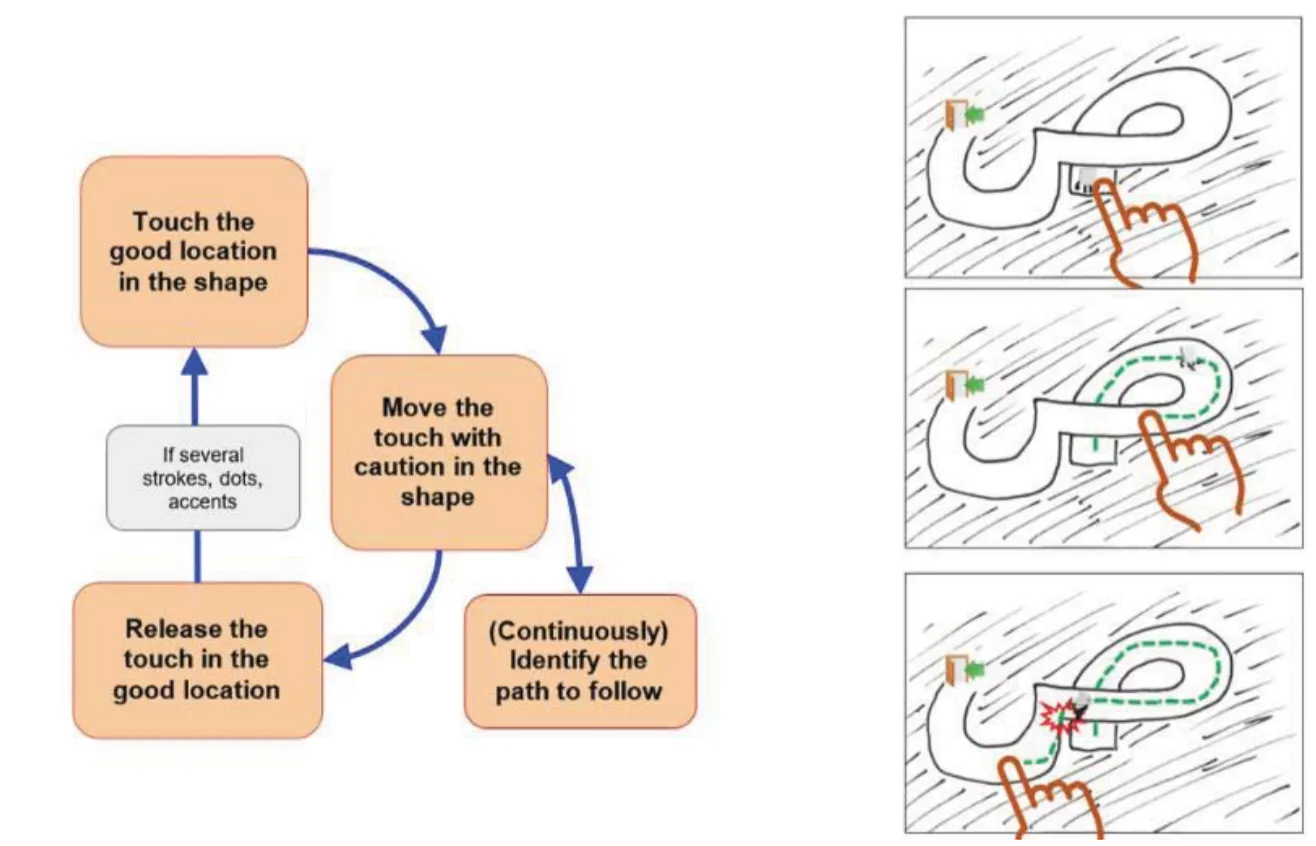 Touch the
good location
in the shape
Move the
touch with
caution in the
shape
If several
strokes, dots,
accents
Release the
touch in the
good location
(Continuously)
Identify the
path to follow